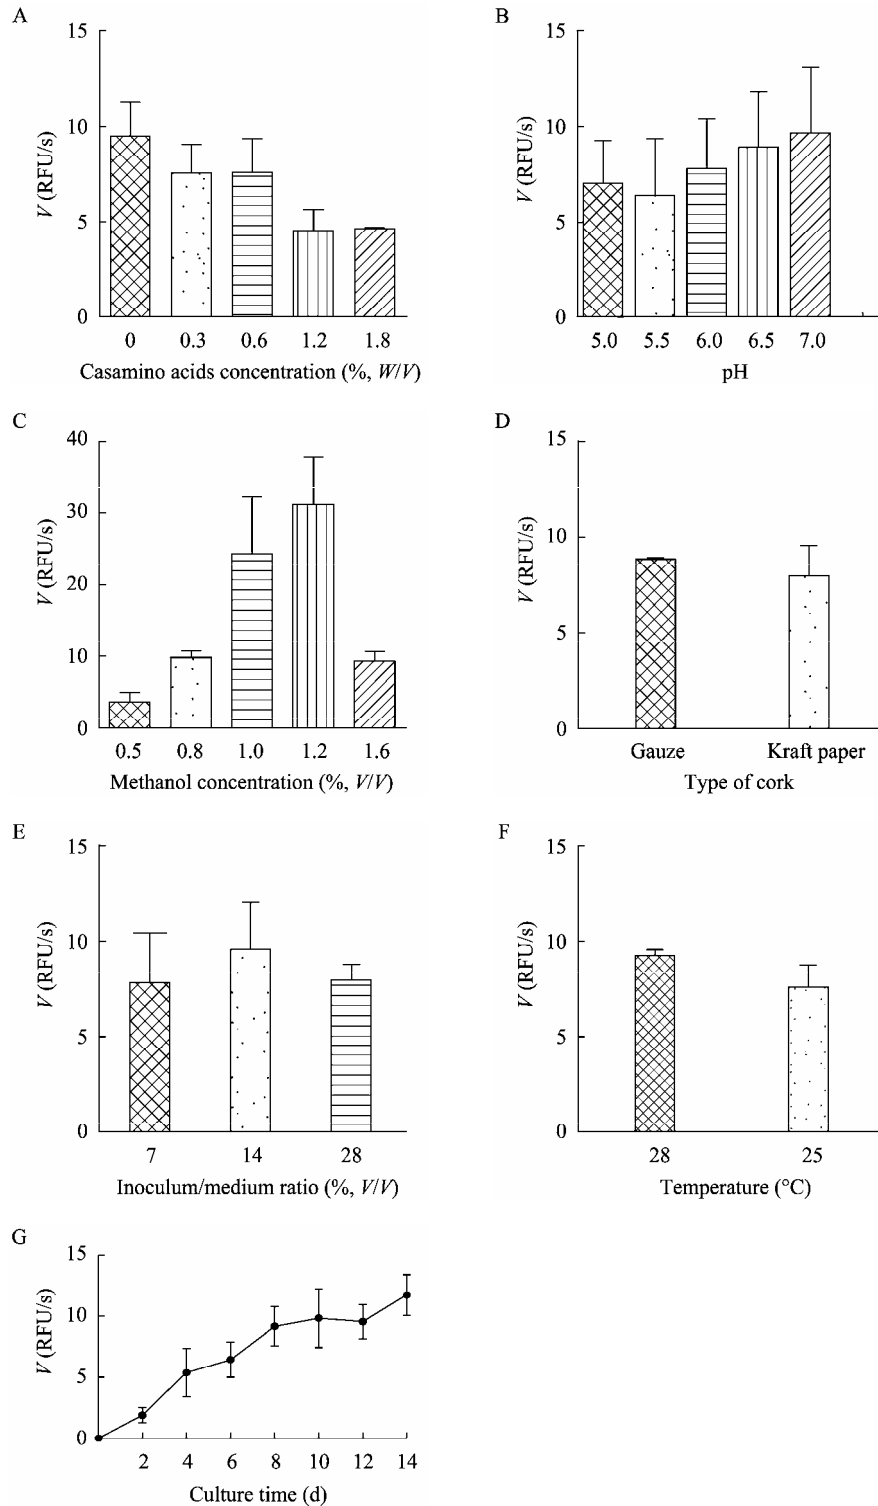 A
15
10
5
0
V (RFU/s)
0 0.3 0.6 1.2 1.8
Casamino acids concentration (%, W/V)
B
15
10
5
0
V (RFU/s)
5.0 5.5 6.0 6.5 7.0
pH
C
40
30
20
10
0
V (RFU/s)
0.5 0.8 1.0 1.2 1.6
Methanol concentration (%, V/V)
D
15
10
5
0
V (RFU/s)
Gauze Kraft paper
Type of cork
E
15
10
5
0
V (RFU/s)
7 14 28
Inoculum/medium ratio (%, V/V)
F
15
10
5
0
V (RFU/s)
28 25
Temperature (°C)
G
15
10
5
0
V (RFU/s)
2 4 6 8 10 12 14
Culture time (d)